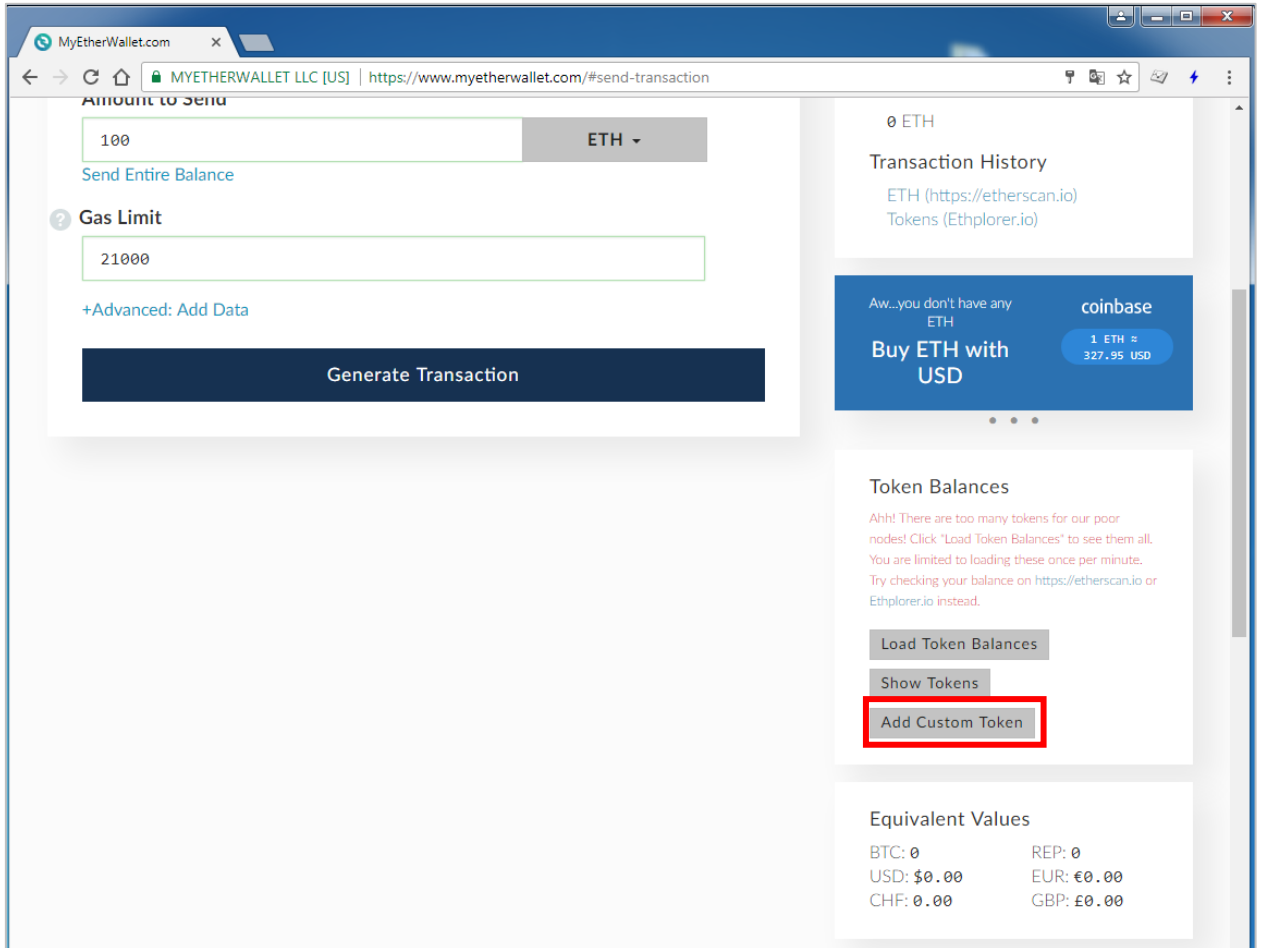 MyEtherWallet.com
MYETHERWALLET LLC [US] | https://www.myetherwallet.com/#send-transaction
Amount to Send
100
ETH
Send Entire Balance
? Gas Limit
21000
+Advanced: Add Data
Generate Transaction
0 ETH
Transaction History
ETH (https://etherscan.io)
Tokens (Ethplorer.io)
Aw...you don't have any
ETH
Buy ETH with
USD
coinbase
1 ETH ≈
327.95 USD
Token Balances
Ahh! There are too many tokens for our poor
nodes! Click "Load Token Balances" to see them all.
You are limited to loading these once per minute.
Try checking your balance on https://etherscan.io or
Ethplorer.io instead.
Load Token Balances
Show Tokens
Add Custom Token
Equivalent Values
BTC: 0 REP: 0
USD: $0.00 EUR: €0.00
CHF: 0.00 GBP: £0.00